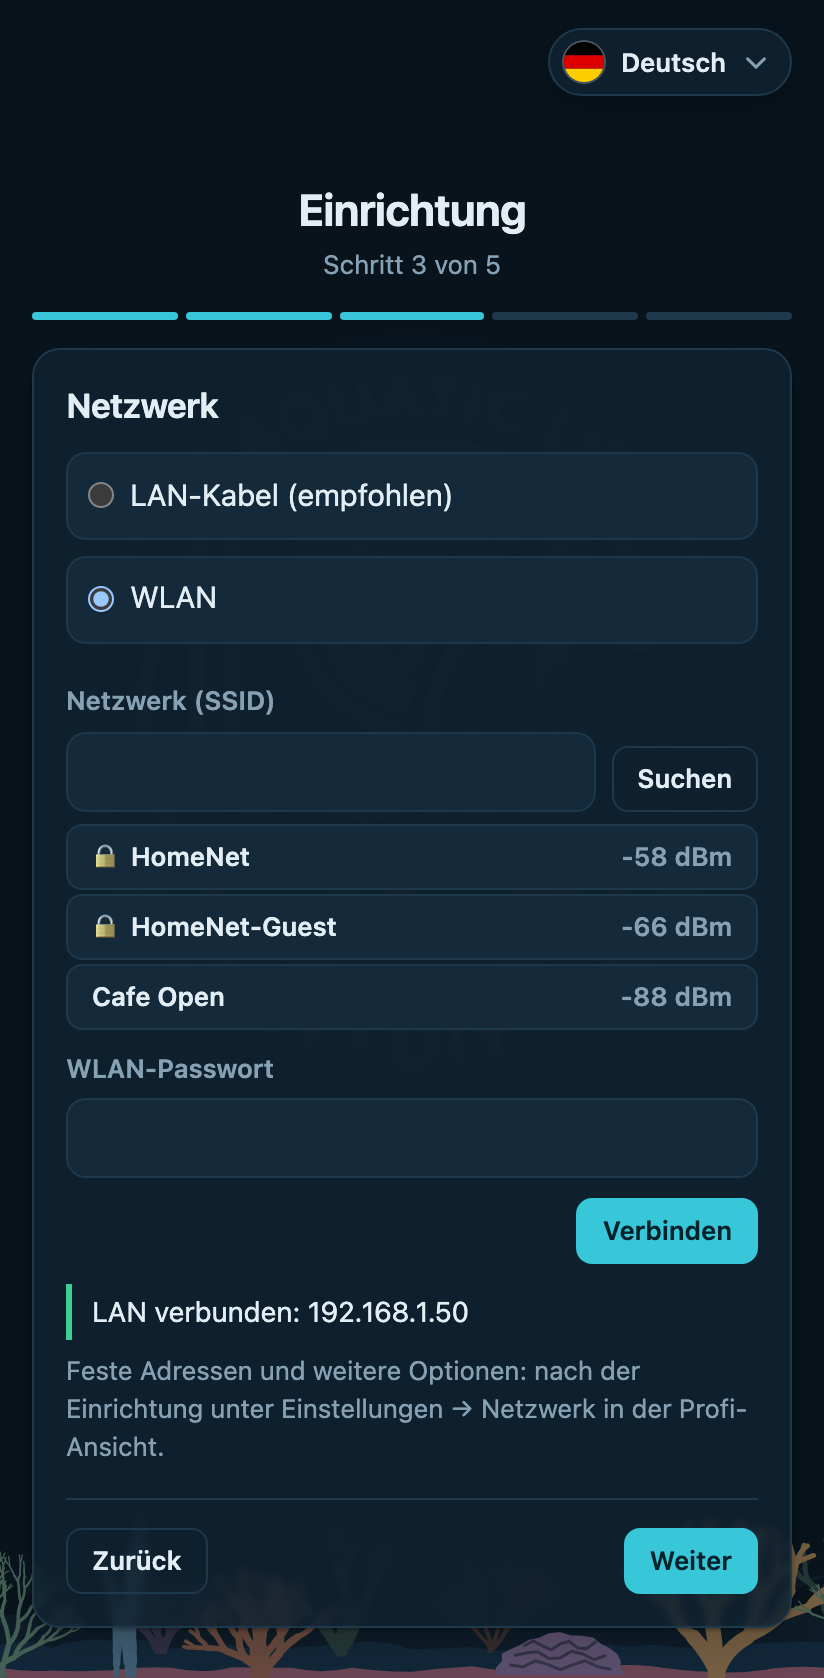 Deutsch
Einrichtung
Schritt 3 von 5
Netzwerk
LAN-Kabel (empfohlen)
WLAN
Netzwerk (SSID)
Suchen
HomeNet -58 dBm
HomeNet-Guest -66 dBm
Cafe Open -88 dBm
WLAN-Passwort
Verbinden
LAN verbunden: 192.168.1.50
Feste Adressen und weitere Optionen: nach der
Einrichtung unter Einstellungen → Netzwerk in der Profi-
Ansicht.
Zurück
Weiter